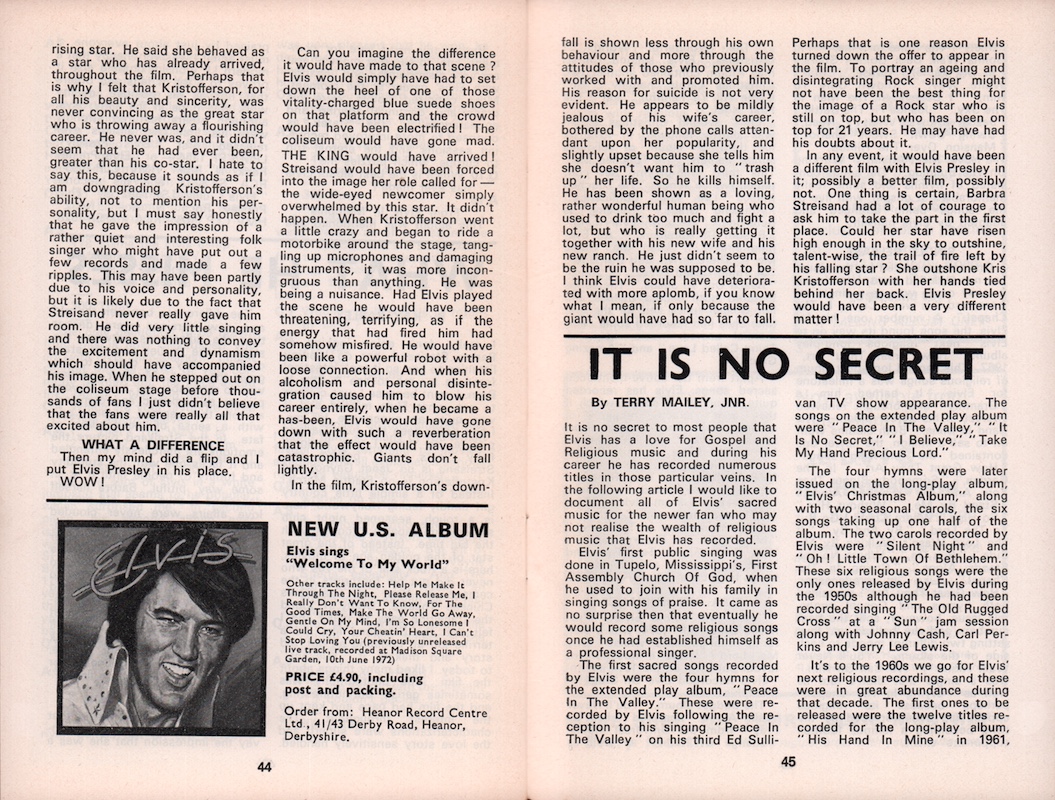 rising star. He said she behaved as
a star who has already arrived,
throughout the film. Perhaps that
is why I felt that Kristofferson, for
all his beauty and sincerity, was
never convincing as the great star
who is throwing away a flourishing
career. He never was, and it didn't
seem that he had ever been,
greater than his co-star. I hate to
say this, because it sounds as if I
am downgrading Kristofferson's
ability, not to mention his per-
sonality, but I must say honestly
that he gave the impression of a
rather quiet and interesting folk
singer who might have put out a
few records and made a few
ripples. This may have been partly
due to his voice and personality,
but it is likely due to the fact that
Streisand never really gave him
room. He did very little singing
and there was nothing to convey
the excitement and dynamism
which should have accompanied
his image. When he stepped out on
the coliseum stage before thou-
sands of fans I just didn't believe
that the fans were really all that
excited about him.
WHAT A DIFFERENCE
Then my mind did a flip and I
put Elvis Presley in his place.
WOW!
Can you imagine the difference
it would have made to that scene?
Elvis would simply have had to set
down the heel of one of those
vitality-charged blue suede shoes
on that platform and the crowd
would have been electrified! The
coliseum would have gone mad.
THE KING would have arrived!
Streisand would have been forced
into the image her role called for —
the wide-eyed newcomer simply
overwhelmed by this star. It didn't
happen. When Kristofferson went
a little crazy and began to ride a
motorbike around the stage, tang-
ling up microphones and damaging
instruments, it was more incon-
gruous than anything. He was
being a nuisance. Had Elvis played
the scene he would have been
threatening, terrifying, as if the
energy that had fired him had
somehow misfired. He would have
been like a powerful robot with a
loose connection. And when his
alcoholism and personal disinte-
gration caused him to blow his
career entirely, when he became a
has-been, Elvis would have gone
down with such a reverberation
that the effect would have been
catastrophic. Giants don't fall
lightly.
In the film, Kristofferson's down-
Elvis
NEW U.S. ALBUM
Elvis sings
"Welcome To My World"
Other tracks include: Help Me Make It
Through The Night, Please Release Me, I
Really Don't Want To Know, For The
Good Times, Make The World Go Away,
Gentle On My Mind, I'm So Lonesome I
Could Cry, Your Cheatin' Heart, I Can't
Stop Loving You (previously unreleased
live track, recorded at Madison Square
Garden, 10th June 1972)
PRICE £4.90, including
post and packing.
Order from: Heanor Record Centre
Ltd., 41/43 Derby Road, Heanor,
Derbyshire.
44
fall is shown less through his own
behaviour and more through the
attitudes of those who previously
worked with and promoted him.
His reason for suicide is not very
evident. He appears to be mildly
jealous of his wife's career,
bothered by the phone calls atten-
dant upon her popularity, and
slightly upset because she tells him
she doesn't want him to "trash
up" her life. So he kills himself.
He has been shown as a loving,
rather wonderful human being who
used to drink too much and fight a
lot, but who is really getting it
together with his new wife and his
new ranch. He just didn't seem to
be the ruin he was supposed to be.
I think Elvis could have deteriora-
ted with more aplomb, if you know
what I mean, if only because the
giant would have had so far to fall.
Perhaps that is one reason Elvis
turned down the offer to appear in
the film. To portray an ageing and
disintegrating Rock singer might
not have been the best thing for
the image of a Rock star who is
still on top, but who has been on
top for 21 years. He may have had
his doubts about it.
In any event, it would have been
a different film with Elvis Presley in
it; possibly a better film, possibly
not. One thing is certain, Barbra
Streisand had a lot of courage to
ask him to take the part in the first
place. Could her star have risen
high enough in the sky to outshine,
talent-wise, the trail of fire left by
his falling star? She outshone Kris
Kristofferson with her hands tied
behind her back. Elvis Presley
would have been a very different
matter!
IT IS NO SECRET
By TERRY MAILEY, JNR.
It is no secret to most people that
Elvis has a love for Gospel and
Religious music and during his
career he has recorded numerous
titles in those particular veins. In
the following article I would like to
document all of Elvis' sacred
music for the newer fan who may
not realise the wealth of religious
music that Elvis has recorded.
Elvis' first public singing was
done in Tupelo, Mississippi's, First
Assembly Church Of God, when
he used to join with his family in
singing songs of praise. It came as
no surprise then that eventually he
would record some religious songs
once he had established himself as
a professional singer.
The first sacred songs recorded
by Elvis were the four hymns for
the extended play album, "Peace
In The Valley." These were re-
corded by Elvis following the re-
ception to his singing "Peace In
The Valley" on his third Ed Sulli-
van TV show appearance. The
songs on the extended play album
were "Peace In The Valley," "It
Is No Secret," "I Believe," "Take
My Hand Precious Lord."
The four hymns were later
issued on the long-play album,
"Elvis' Christmas Album," along
with two seasonal carols, the six
songs taking up one half of the
album. The two carols recorded by
Elvis were "Silent Night" and
"Oh! Little Town Of Bethlehem."
These six religious songs were the
only ones released by Elvis during
the 1950s although he had been
recorded singing "The Old Rugged
Cross" at a "Sun" jam session
along with Johnny Cash, Carl Per-
kins and Jerry Lee Lewis.
It's to the 1960s we go for Elvis'
next religious recordings, and these
were in great abundance during
that decade. The first ones to be
released were the twelve titles re-
corded for the long-play album,
"His Hand In Mine" in 1961,
45